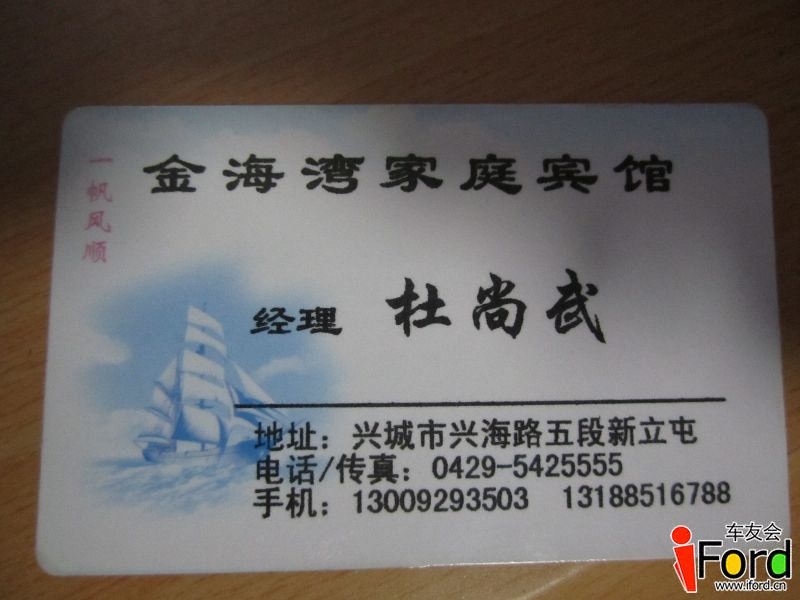 一帆风顺
金海湾家庭宾馆
经理 杜尚武
地址：兴城市兴海路五段新立屯
电话/传真：0429-5425555
手机：13009293503 13188516788
车友会
iFord
www.iford.cn